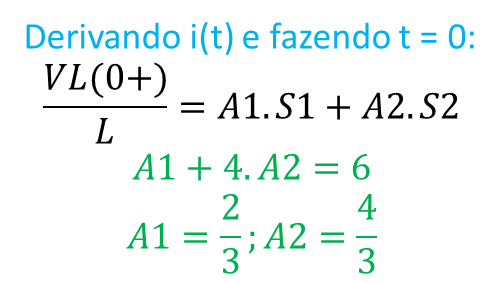 Derivando i(t) e fazendo t = 0:
VL(0+)/L = A1.S1 + A2.S2
A1 + 4.A2 = 6
A1 = 2/3; A2 = 4/3